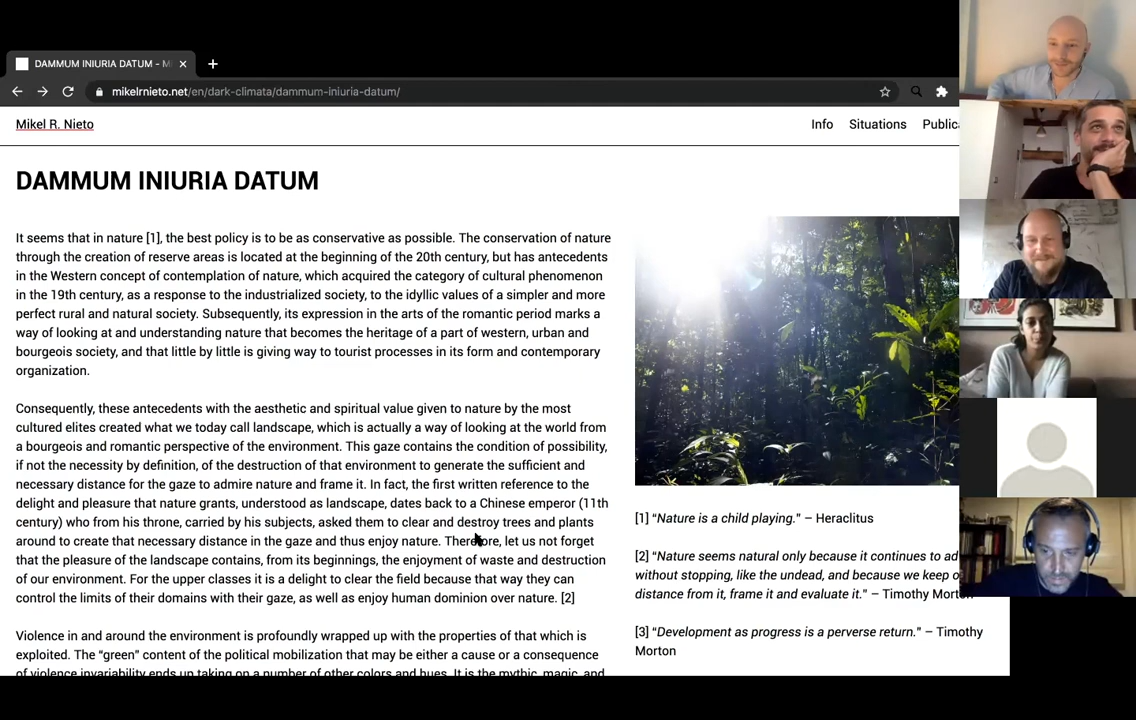 DAMMUM INIURIA DATUM - M
mikelrnieto.net/en/dark-climata/dammum-iniuria-datum/
Mikel R. Nieto
Info Situations Public
DAMMUM INIURIA DATUM
It seems that in nature [1], the best policy is to be as conservative as possible. The conservation of nature
through the creation of reserve areas is located at the beginning of the 20th century, but has antecedents
in the Western concept of contemplation of nature, which acquired the category of cultural phenomenon
in the 19th century, as a response to the industrialized society, to the idyllic values of a simpler and more
perfect rural and natural society. Subsequently, its expression in the arts of the romantic period marks a
way of looking at and understanding nature that becomes the heritage of a part of western, urban and
bourgeois society, and that little by little is giving way to tourist processes in its form and contemporary
organization.
Consequently, these antecedents with the aesthetic and spiritual value given to nature by the most
cultured elites created what we today call landscape, which is actually a way of looking at the world from
a bourgeois and romantic perspective of the environment. This gaze contains the condition of possibility,
if not the necessity by definition, of the destruction of that environment to generate the sufficient and
necessary distance for the gaze to admire nature and frame it. In fact, the first written reference to the
delight and pleasure that nature grants, understood as landscape, dates back to a Chinese emperor (11th
century) who from his throne, carried by his subjects, asked them to clear and destroy trees and plants
around to create that necessary distance in the gaze and thus enjoy nature. Therefore, let us not forget
that the pleasure of the landscape contains, from its beginnings, the enjoyment of waste and destruction
of our environment. For the upper classes it is a delight to clear the field because that way they can
control the limits of their domains with their gaze, as well as enjoy human dominion over nature. [2]
Violence in and around the environment is profoundly wrapped up with the properties of that which is
exploited. The “green” content of the political mobilization that may be either a cause or a consequence
of violence invariability ends up taking on a number of other colors and hues. It is the mythic, magic, and
[1] “Nature is a child playing.” – Heraclitus
[2] “Nature seems natural only because it continues to ad
without stopping, like the undead, and because we keep o
distance from it, frame it and evaluate it.” – Timothy Morton
[3] “Development as progress is a perverse return.” – Timothy
Morton